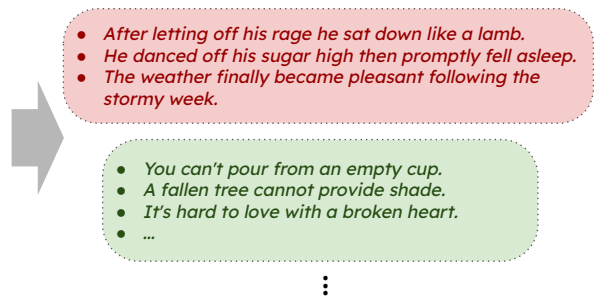 ● After letting off his rage he sat down like a lamb.
● He danced off his sugar high then promptly fell asleep.
● The weather finally became pleasant following the
stormy week.
● You can't pour from an empty cup.
● A fallen tree cannot provide shade.
● It's hard to love with a broken heart.
● ...
⋮